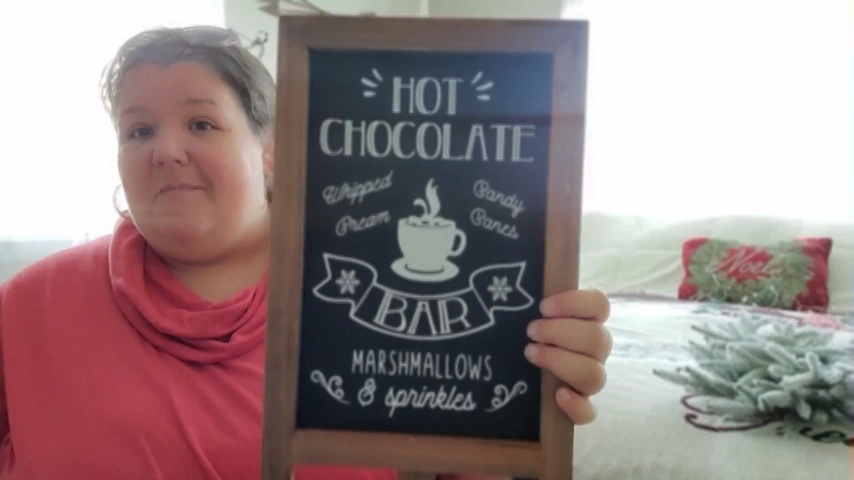 HOT
CHOCOLATE
Whipped
Cream
Candy
Canes
BAR
MARSHMALLOWS
& sprinkles
Noel